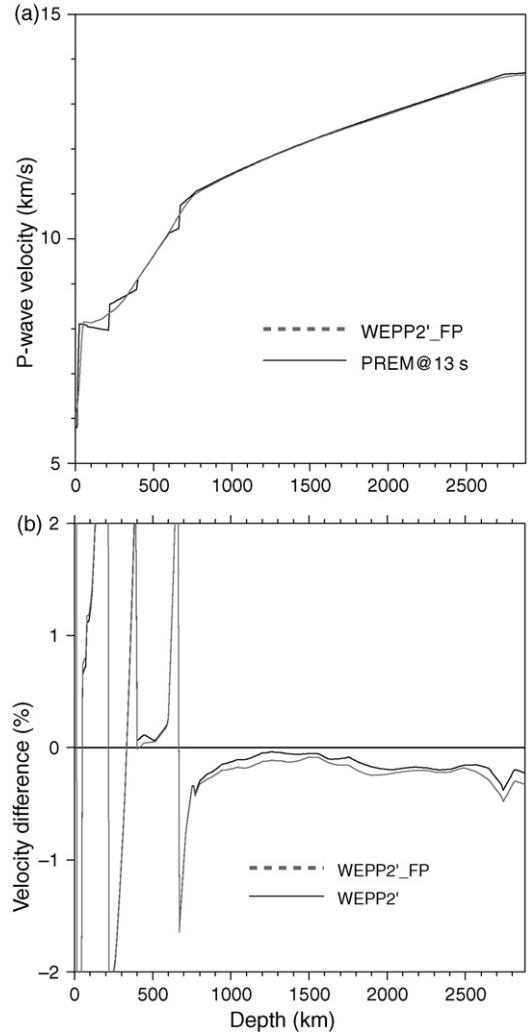 (a)
15
10
5
P-wave velocity (km/s)
WEPP2'_FP
PREM@13 s
0 500 1000 1500 2000 2500
(b)
2
1
0
−1
−2
Velocity difference (%)
WEPP2'_FP
WEPP2'
0 500 1000 1500 2000 2500
Depth (km)